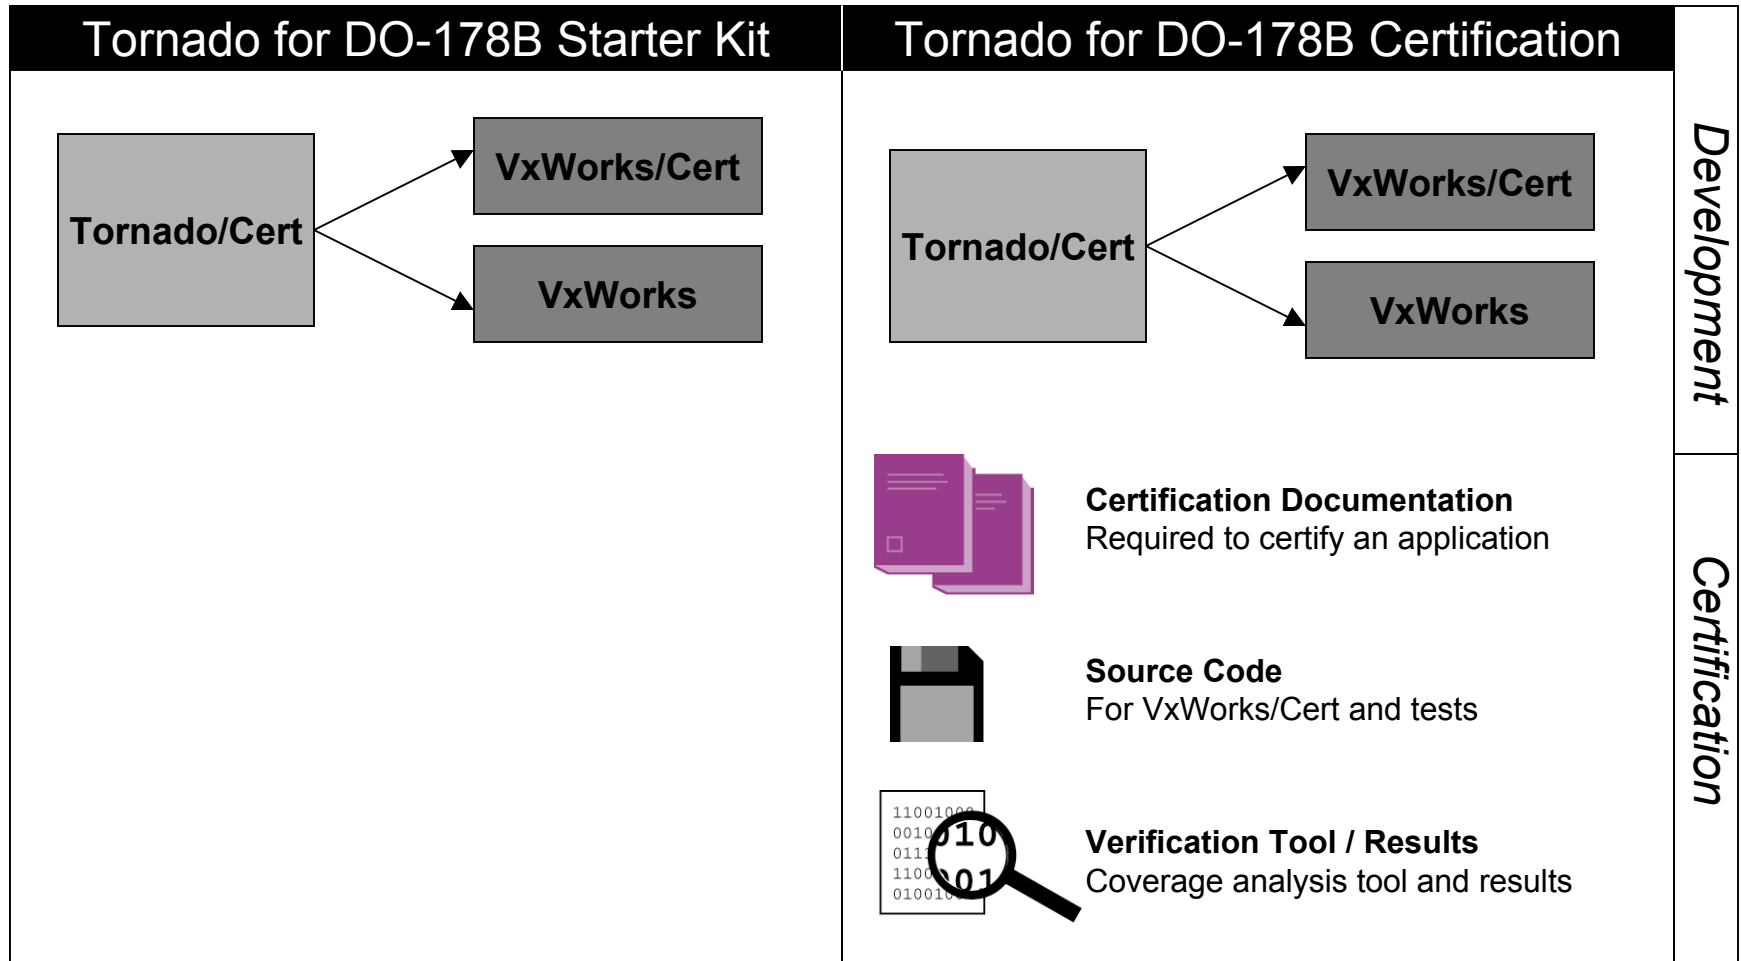 Tornado for DO-178B Starter Kit
Tornado for DO-178B Certification
Tornado/Cert
VxWorks/Cert
VxWorks
Tornado/Cert
VxWorks/Cert
VxWorks
Development
Certification Documentation
Required to certify an application
Source Code
For VxWorks/Cert and tests
Verification Tool / Results
Coverage analysis tool and results
Certification